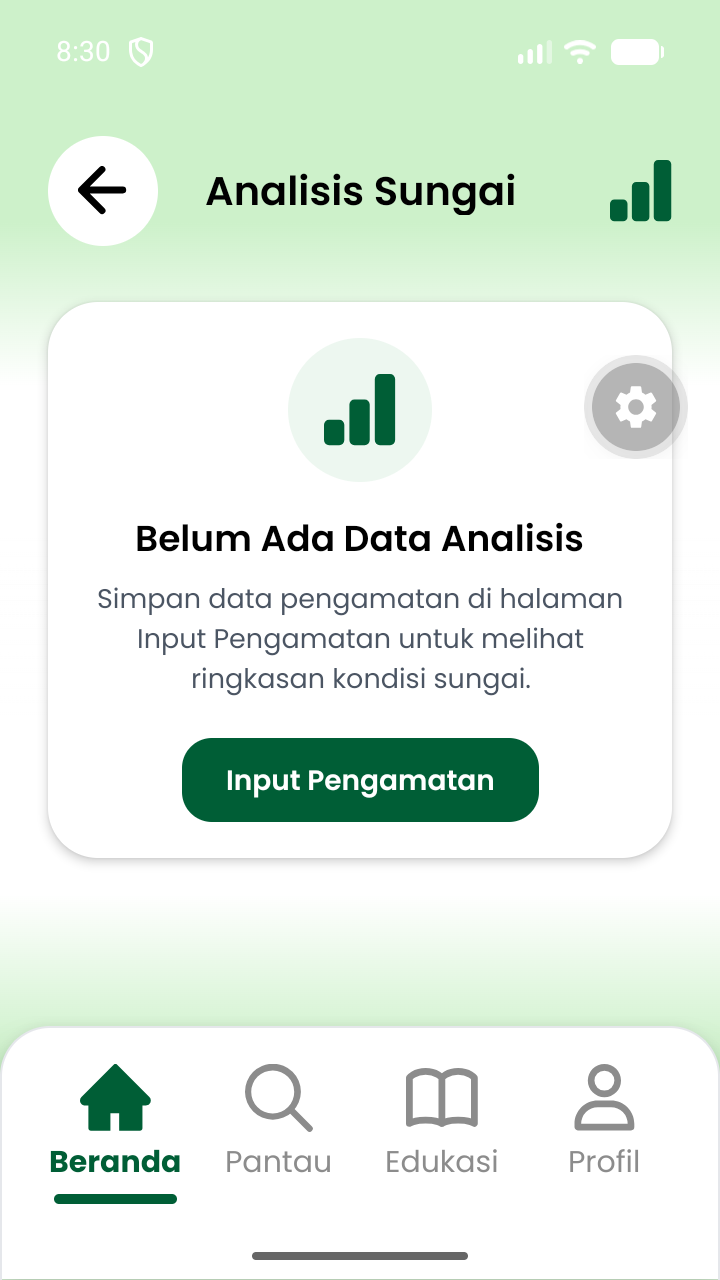 8:30
Analisis Sungai
Belum Ada Data Analisis
Simpan data pengamatan di halaman
Input Pengamatan untuk melihat
ringkasan kondisi sungai.
Input Pengamatan
Beranda
Pantau
Edukasi
Profil